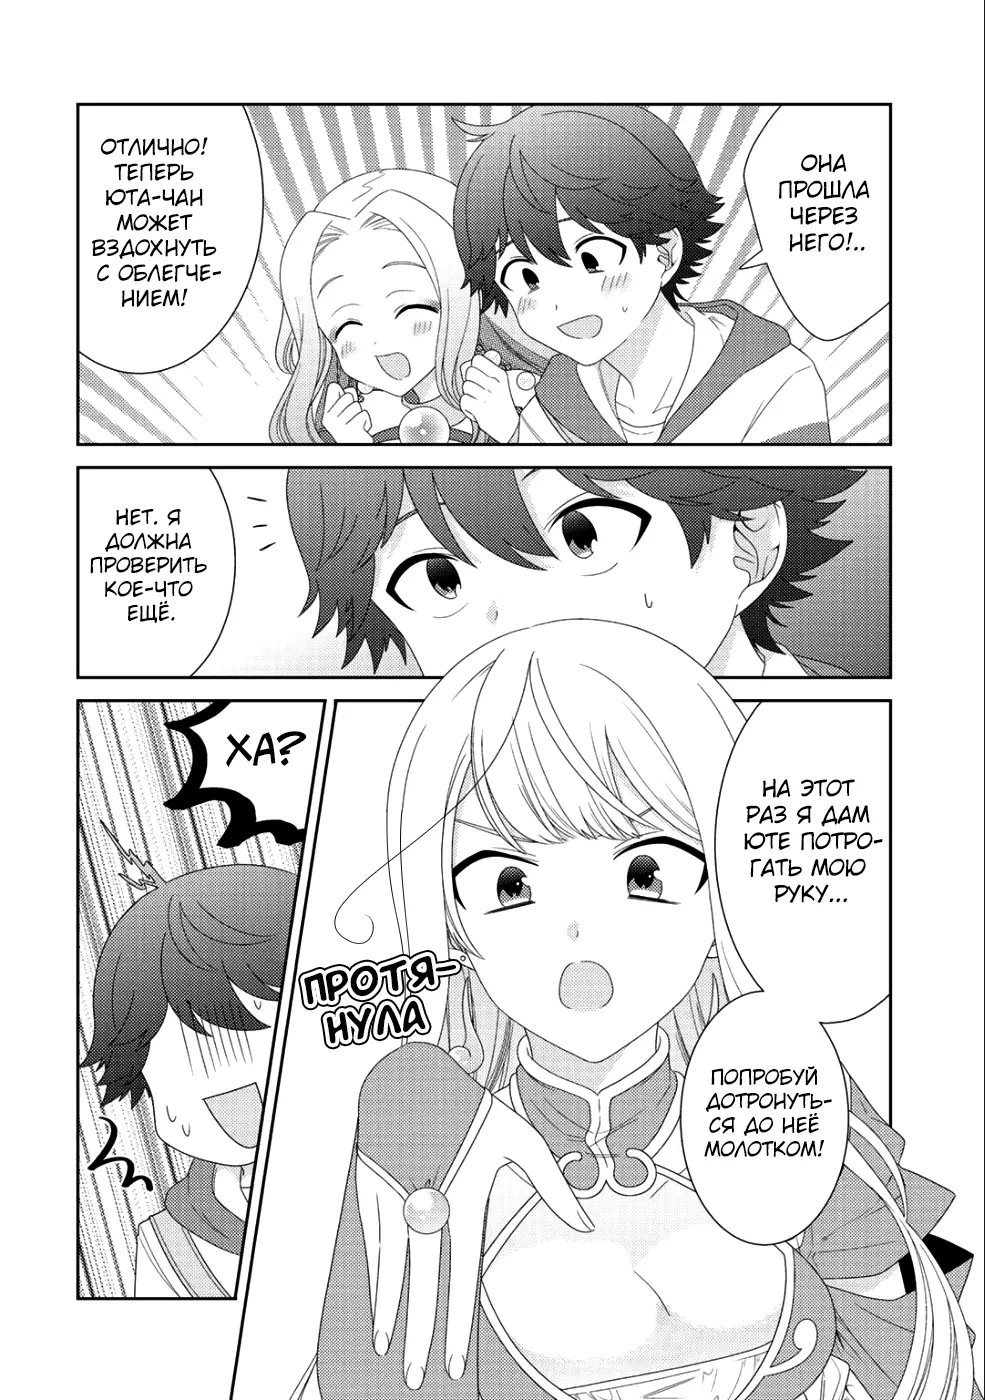 ОНА
ПРОШЛА
ЧЕРЕЗ
НЕГО!..
ОТЛИЧНО!
ТЕПЕРЬ
ЮТА-ЧАН
МОЖЕТ
ВЗДОХНУТЬ
С ОБЛЕГЧЕ-
НИЕМ!
НЕТ. Я
ДОЛЖНА
ПРОВЕРИТЬ
КОЕ-ЧТО
ЕЩЁ.
НА ЭТОТ
РАЗ Я ДАМ
ЮТЕ ПОТРО-
ГАТЬ МОЮ
РУКУ...
ПОПРОБУЙ
ДОТРОНУТЬ-
СЯ ДО НЕЁ
МОЛОТКОМ!
ПРОТЯ-
НУЛА
ХА?